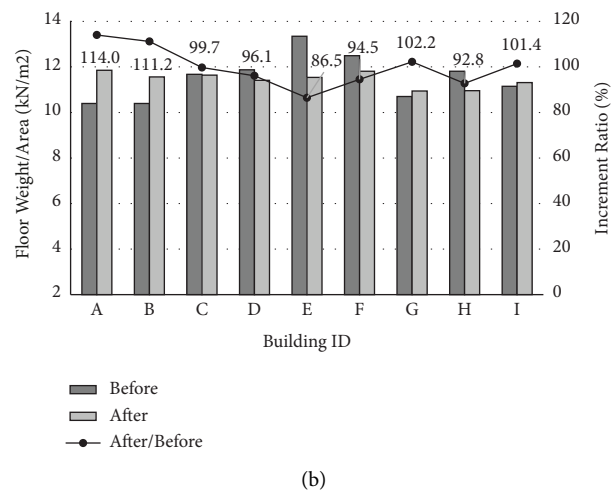 14
12
10
8
6
4
2
Floor Weight/Area (kN/m2)
120
100
80
60
40
20
0
Increment Ratio (%)
114.0
111.2
99.7
96.1
86.5
94.5
102.2
92.8
101.4
A B C D E F G H I
Building ID
Before
After
After/Before
(b)